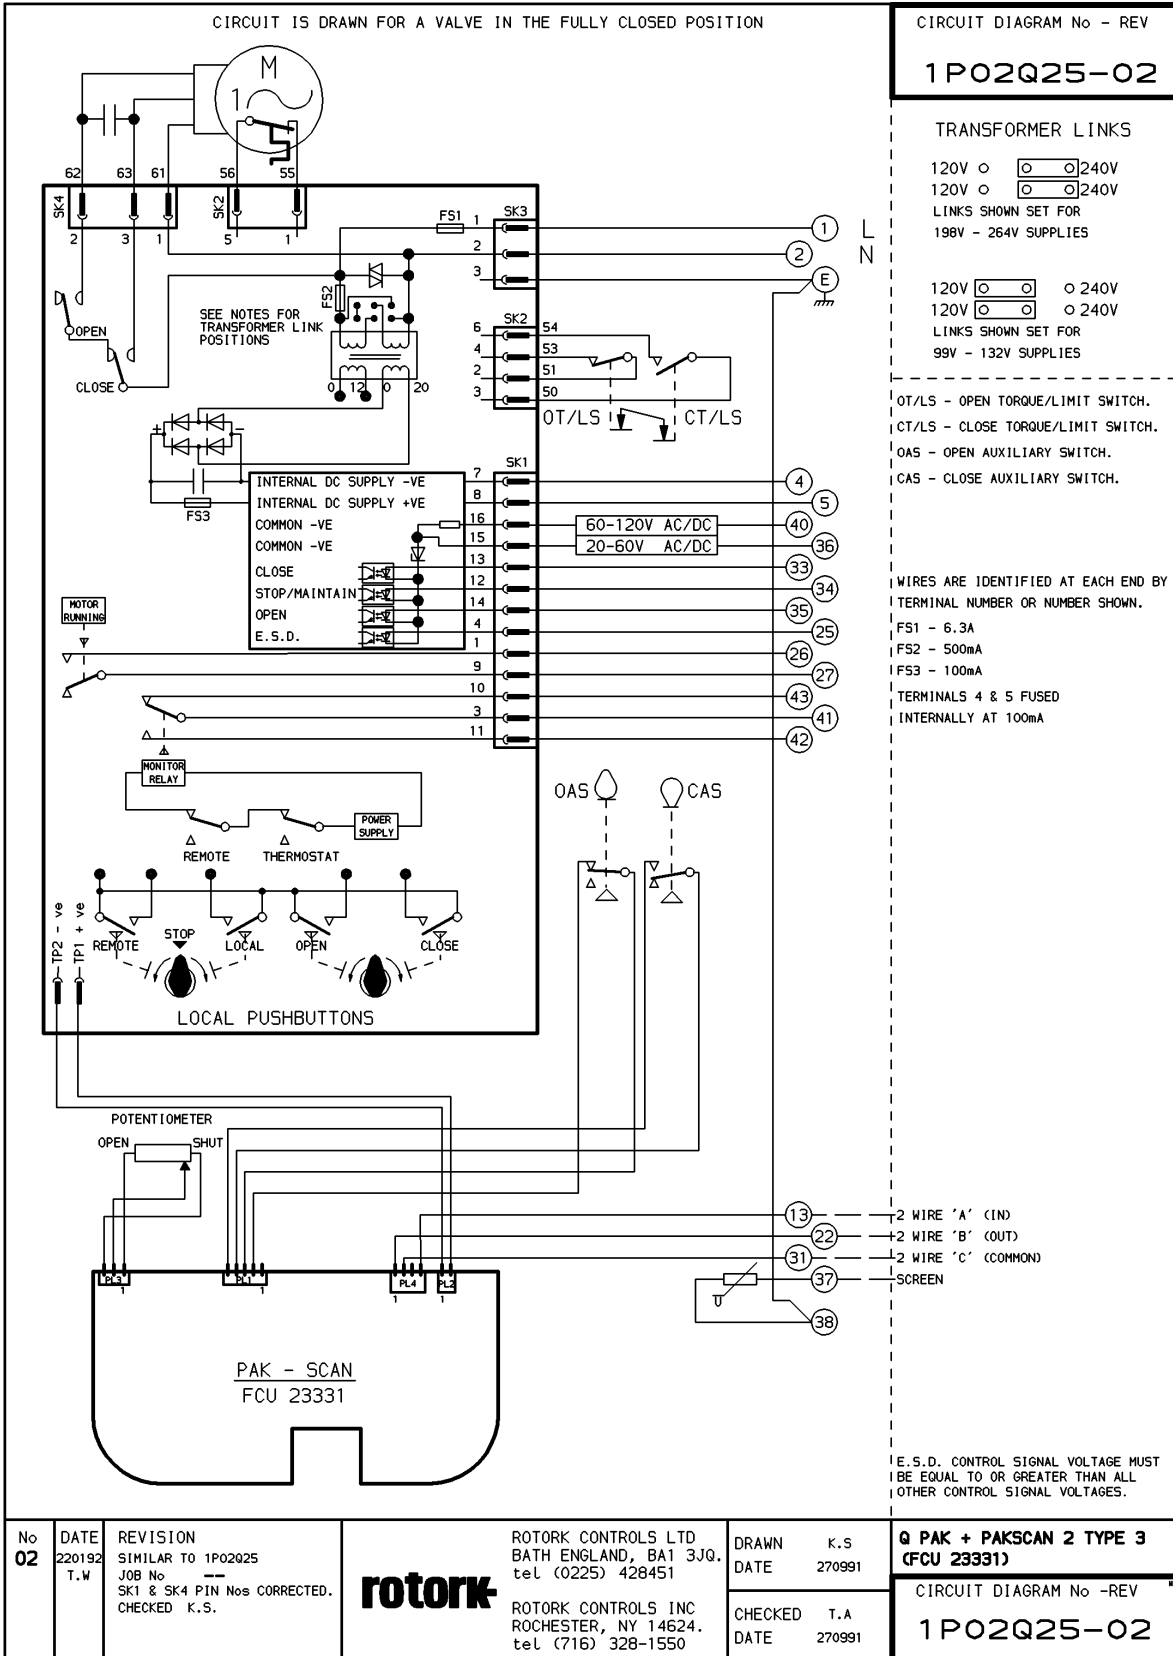 CIRCUIT IS DRAWN FOR A VALVE IN THE FULLY CLOSED POSITION
CIRCUIT DIAGRAM No - REV
1P02Q25-02
TRANSFORMER LINKS
120V 240V
120V 240V
LINKS SHOWN SET FOR
198V - 264V SUPPLIES
120V 240V
120V 240V
LINKS SHOWN SET FOR
99V - 132V SUPPLIES
OT/LS - OPEN TORQUE/LIMIT SWITCH.
CT/LS - CLOSE TORQUE/LIMIT SWITCH.
OAS - OPEN AUXILIARY SWITCH.
CAS - CLOSE AUXILIARY SWITCH.
WIRES ARE IDENTIFIED AT EACH END BY
TERMINAL NUMBER OR NUMBER SHOWN.
FS1 - 6.3A
FS2 - 500mA
FS3 - 100mA
TERMINALS 4 & 5 FUSED
INTERNALLY AT 100mA
M
1
62 63 61 56 55
SK4 SK2
2 3 1 5 1
FS1 1 SK3 1 L
2 2 N
3 E
FS2
OPEN
CLOSE
SEE NOTES FOR
TRANSFORMER LINK
POSITIONS
0 12 0 20
SK2
6 54
4 53
2 51
3 50
OT/LS CT/LS
+ -
FS3
SK1
INTERNAL DC SUPPLY -VE 7 4
INTERNAL DC SUPPLY +VE 8 5
COMMON -VE 16 60-120V AC/DC 40
COMMON -VE 15 20-60V AC/DC 36
CLOSE 13 33
STOP/MAINTAIN 12 34
OPEN 14 35
E.S.D. 4 25
1 26
9 27
10 43
3 41
11 42
MOTOR
RUNNING
MONITOR
RELAY
POWER
SUPPLY
REMOTE THERMOSTAT
OAS CAS
TP2 - ve
TP1 + ve
REMOTE STOP LOCAL OPEN CLOSE
LOCAL PUSHBUTTONS
POTENTIOMETER
OPEN SHUT
13 2 WIRE 'A' (IN)
22 2 WIRE 'B' (OUT)
31 2 WIRE 'C' (COMMON)
37 SCREEN
U
38
PL3 PL1 PL4 PL2
1 1 1 1
PAK - SCAN
FCU 23331
E.S.D. CONTROL SIGNAL VOLTAGE MUST
BE EQUAL TO OR GREATER THAN ALL
OTHER CONTROL SIGNAL VOLTAGES.
No DATE REVISION
02 220192 SIMILAR TO 1P02Q25
T.W JOB No --
SK1 & SK4 PIN Nos CORRECTED.
CHECKED K.S.
rotork
ROTORK CONTROLS LTD
BATH ENGLAND, BA1 3JQ.
tel (0225) 428451
ROTORK CONTROLS INC
ROCHESTER, NY 14624.
tel (716) 328-1550
DRAWN K.S
DATE 270991
CHECKED T.A
DATE 270991
Q PAK + PAKSCAN 2 TYPE 3
(FCU 23331)
CIRCUIT DIAGRAM No -REV
1P02Q25-02